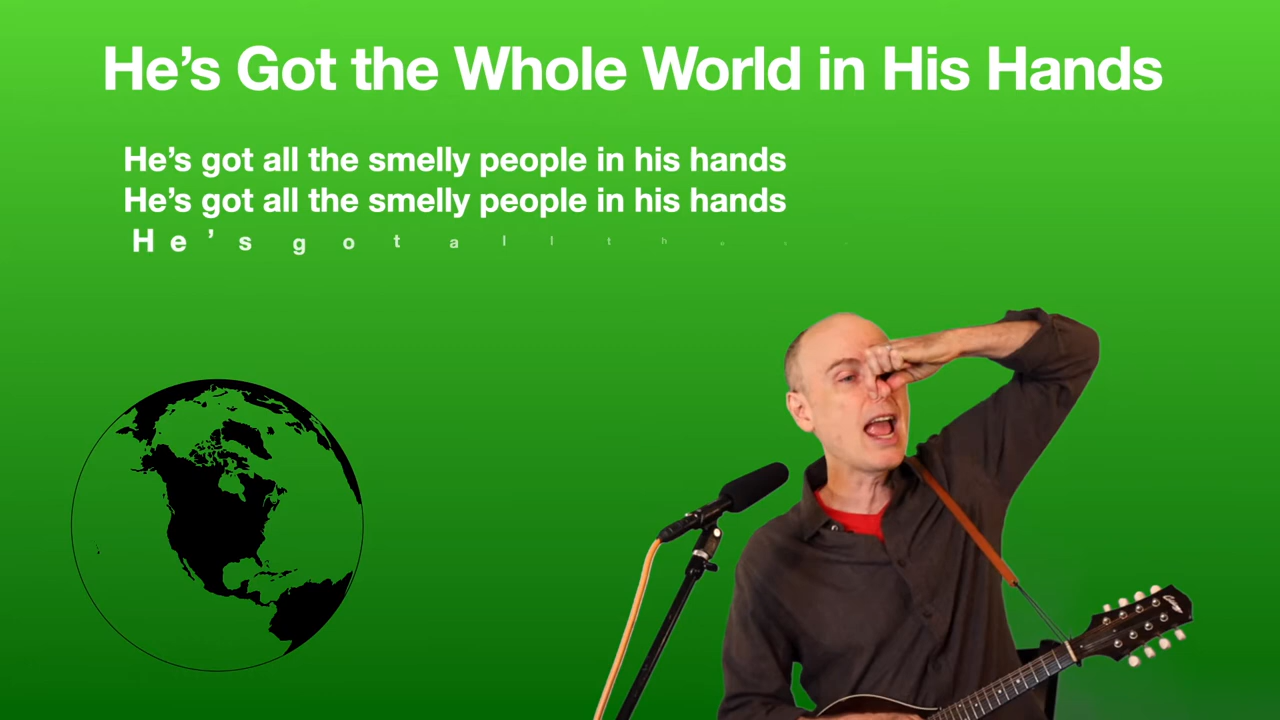 He’s Got the Whole World in His Hands
He’s got all the smelly people in his hands
He’s got all the smelly people in his hands
He’s got all the